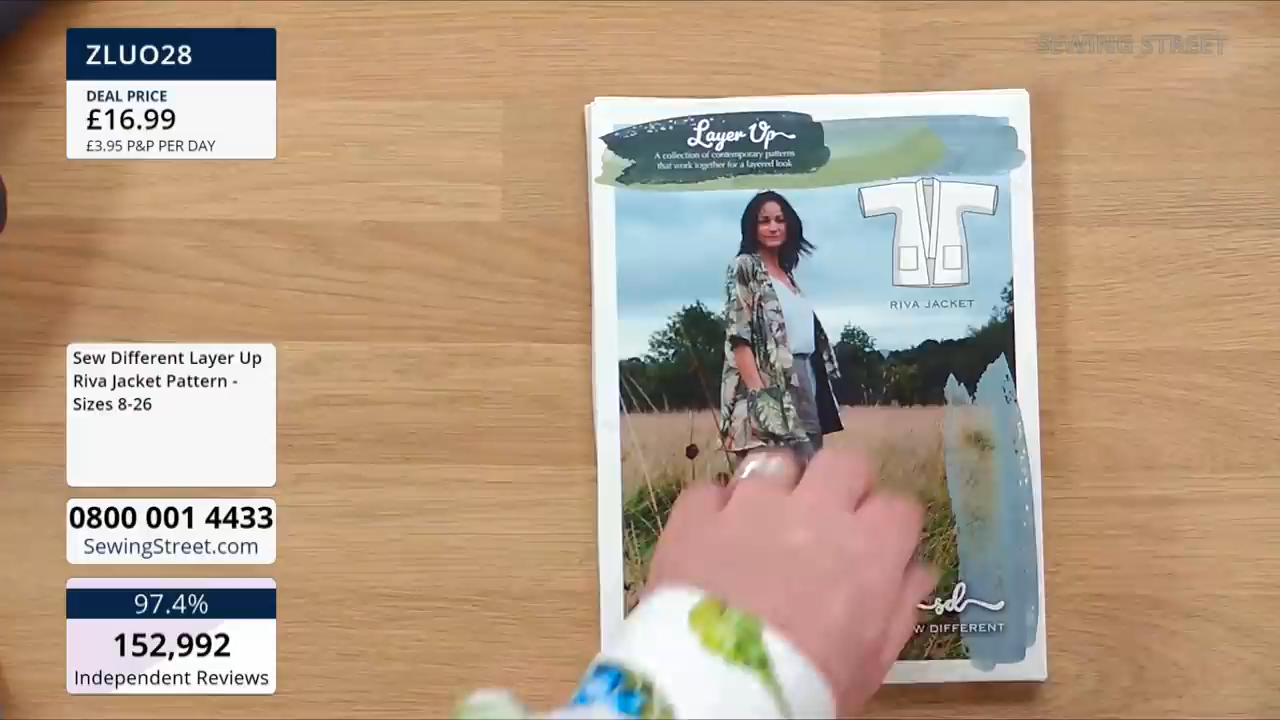 ZLUO28
DEAL PRICE
£16.99
£3.95 P&P PER DAY
Sew Different Layer Up
Riva Jacket Pattern -
Sizes 8-26
0800 001 4433
SewingStreet.com
97.4%
152,992
Independent Reviews
SEWING STREET
Layer Up
A collection of contemporary patterns
that work together for a layered look
RIVA JACKET
sd
W DIFFERENT